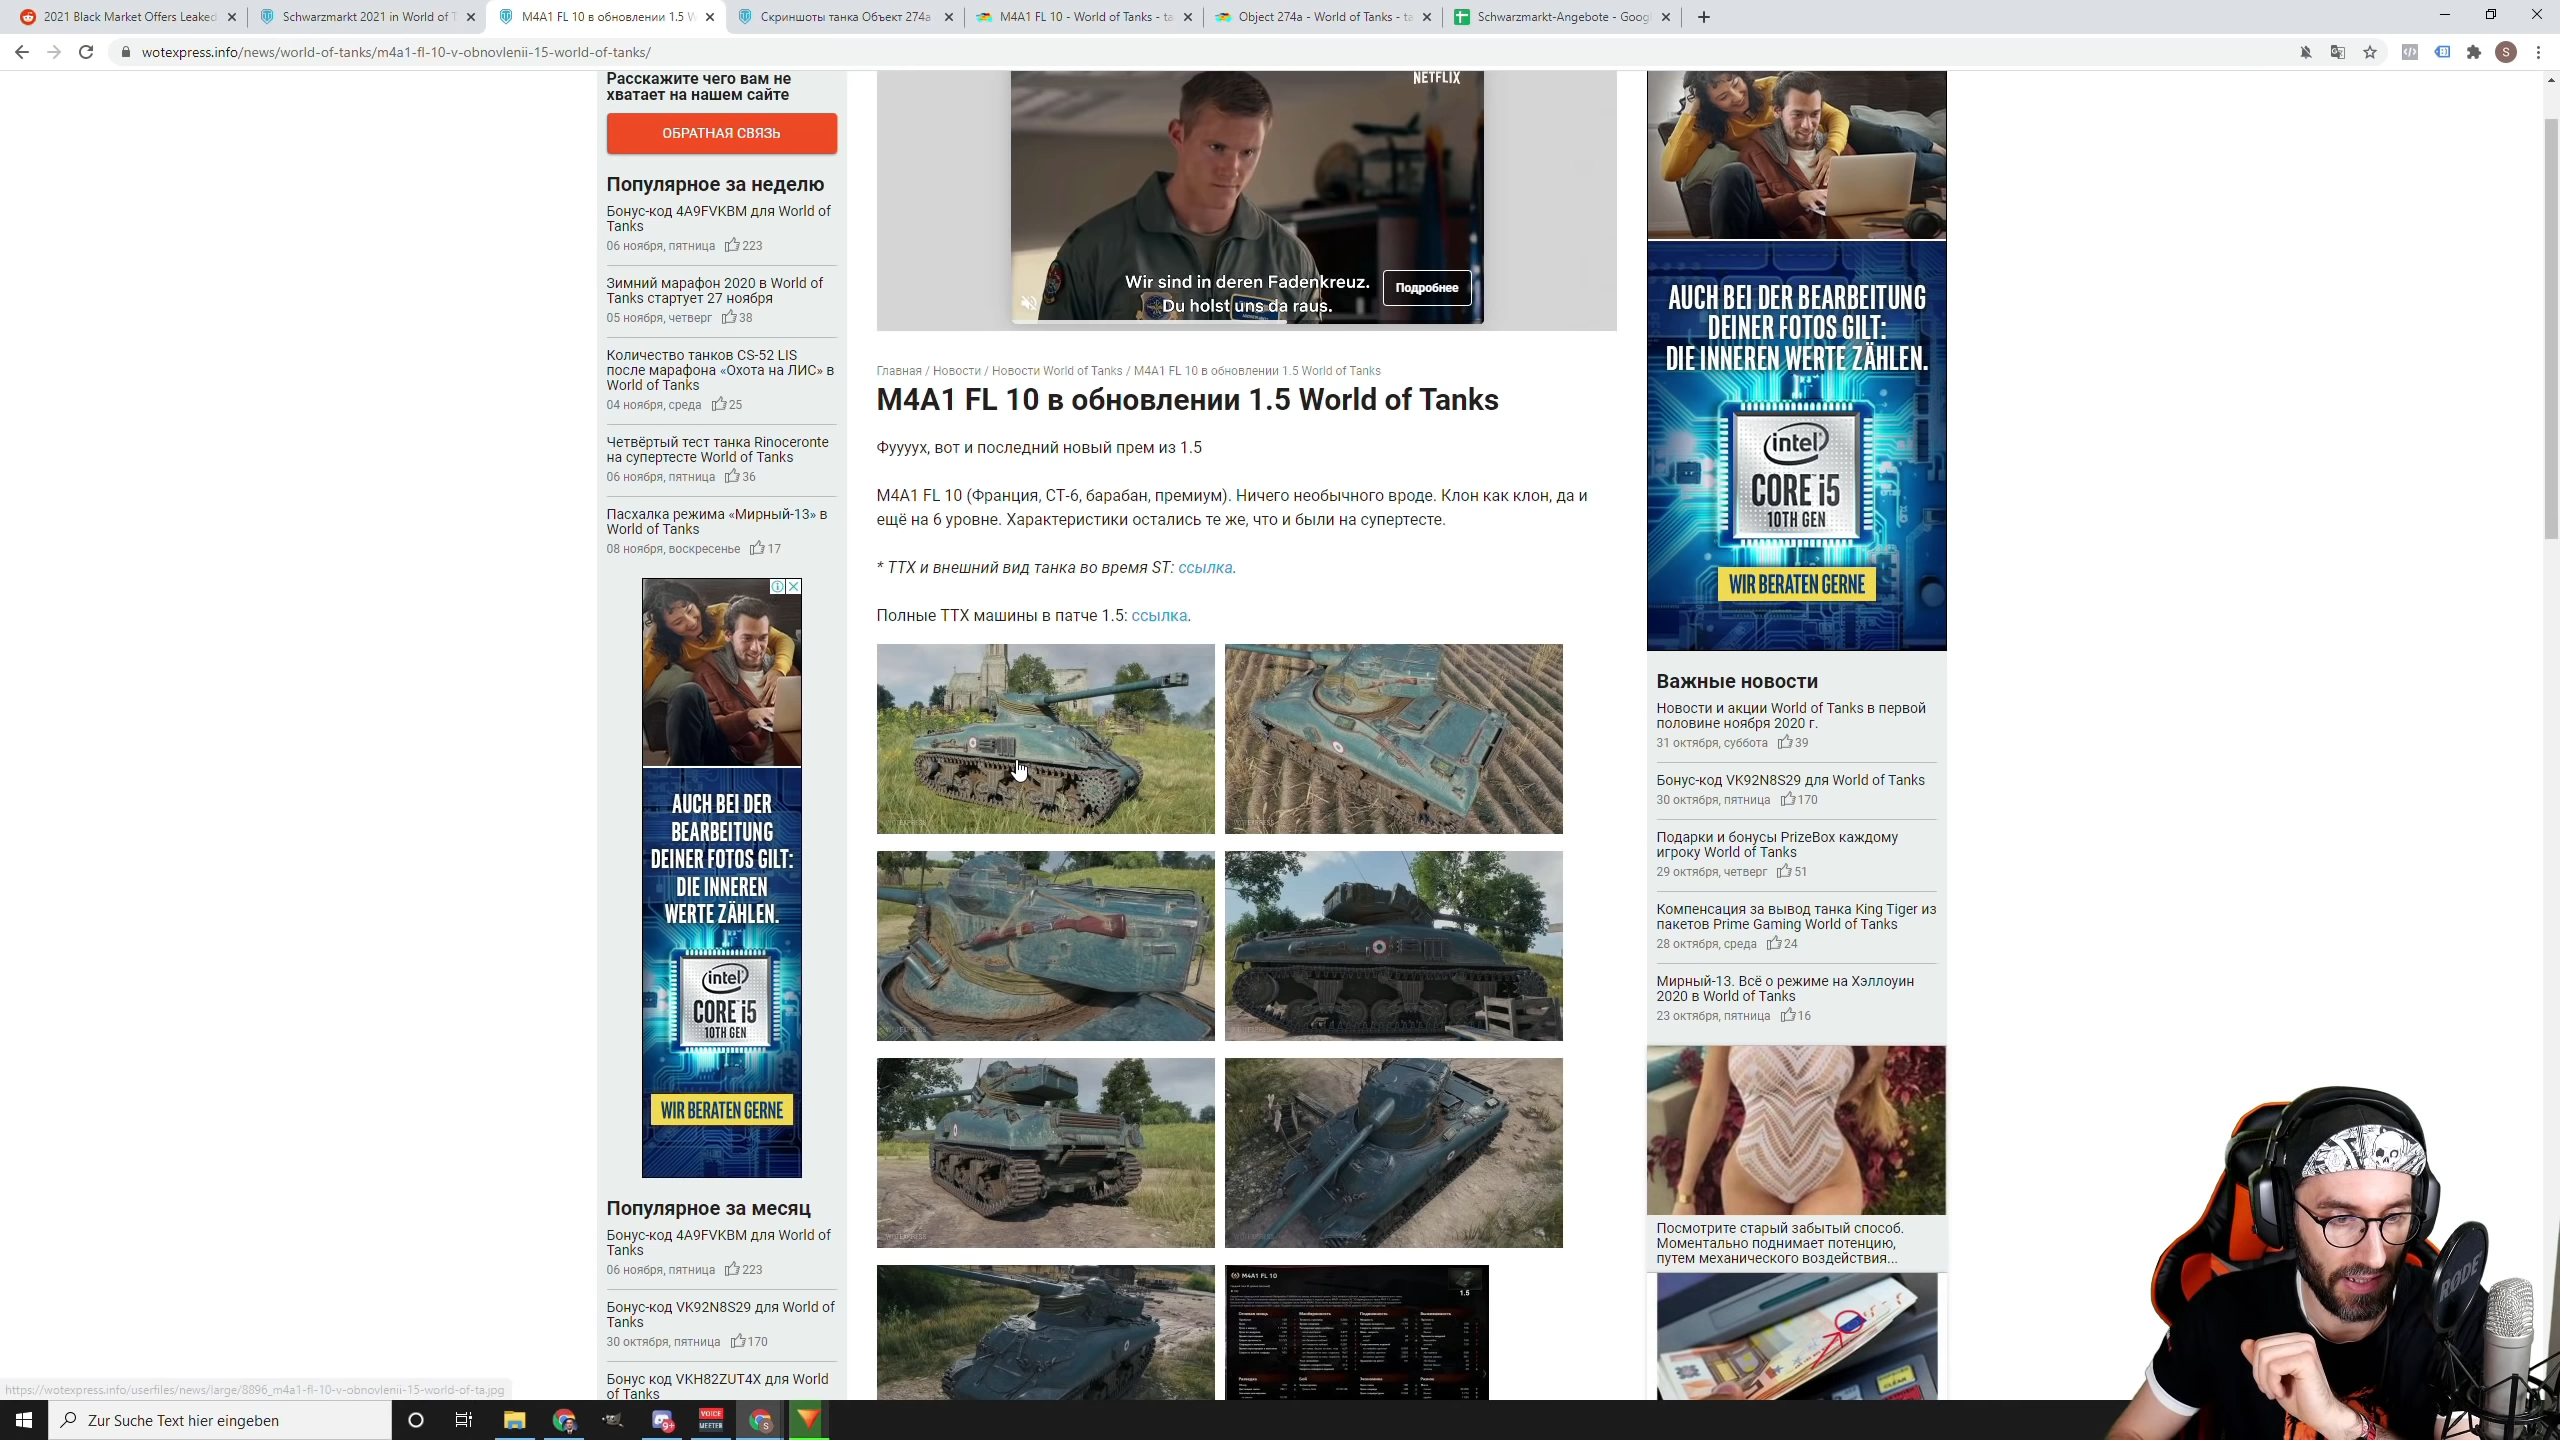 2021 Black Market Offers Leaked
Schwarzmarkt 2021 in World of T
M4A1 FL 10 в обновлении 1.5 W
Скриншоты танка Объект 274а
M4A1 FL 10 - World of Tanks - ta
Object 274a - World of Tanks - ta
Schwarzmarkt-Angebote - Goog
wotexpress.info/news/world-of-tanks/m4a1-fl-10-v-obnovlenii-15-world-of-tanks/
S
Расскажите чего вам не
хватает на нашем сайте
ОБРАТНАЯ СВЯЗЬ
Популярное за неделю
Бонус-код 4A9FVKBM для World of
Tanks
06 ноября, пятница 223
Зимний марафон 2020 в World of
Tanks стартует 27 ноября
05 ноября, четверг 38
Количество танков CS-52 LIS
после марафона «Охота на ЛИС» в
World of Tanks
04 ноября, среда 25
Четвёртый тест танка Rinoceronte
на супертесте World of Tanks
06 ноября, пятница 36
Пасхалка режима «Мирный-13» в
World of Tanks
08 ноября, воскресенье 17
AUCH BEI DER
BEARBEITUNG
DEINER FOTOS GILT:
DIE INNEREN
WERTE ZÄHLEN.
intel
CORE i5
10TH GEN
WIR BERATEN GERNE
Популярное за месяц
Бонус-код 4A9FVKBM для World of
Tanks
06 ноября, пятница 223
Бонус-код VK92N8S29 для World of
Tanks
30 октября, пятница 170
Бонус код VKH82ZUT4X для World
of Tanks
NETFLIX
Wir sind in deren Fadenkreuz.
Du holst uns da raus.
Подробнее
Главная / Новости / Новости World of Tanks / M4A1 FL 10 в обновлении 1.5 World of Tanks
M4A1 FL 10 в обновлении 1.5 World of Tanks
Фуууух, вот и последний новый прем из 1.5
M4A1 FL 10 (Франция, СТ-6, барабан, премиум). Ничего необычного вроде. Клон как клон, да и
ещё на 6 уровне. Характеристики остались те же, что и были на супертесте.
* ТТХ и внешний вид танка во время ST: ссылка.
Полные ТТХ машины в патче 1.5: ссылка.
M4A1 FL 10
1.5
AUCH BEI DER BEARBEITUNG
DEINER FOTOS GILT:
DIE INNEREN WERTE ZÄHLEN.
intel
CORE i5
10TH GEN
WIR BERATEN GERNE
Важные новости
Новости и акции World of Tanks в первой
половине ноября 2020 г.
31 октября, суббота 39
Бонус-код VK92N8S29 для World of Tanks
30 октября, пятница 170
Подарки и бонусы PrizeBox каждому
игроку World of Tanks
29 октября, четверг 51
Компенсация за вывод танка King Tiger из
пакетов Prime Gaming World of Tanks
28 октября, среда 24
Мирный-13. Всё о режиме на Хэллоуин
2020 в World of Tanks
23 октября, пятница 16
Посмотрите старый забытый способ.
Моментально поднимает потенцию,
путем механического воздействия...
CLEAR
RØDE
https://wotexpress.info/userfiles/news/large/8896_m4a1-fl-10-v-obnovlenii-15-world-of-ta.jpg
Zur Suche Text hier eingeben
9+
VOICE
MEETER